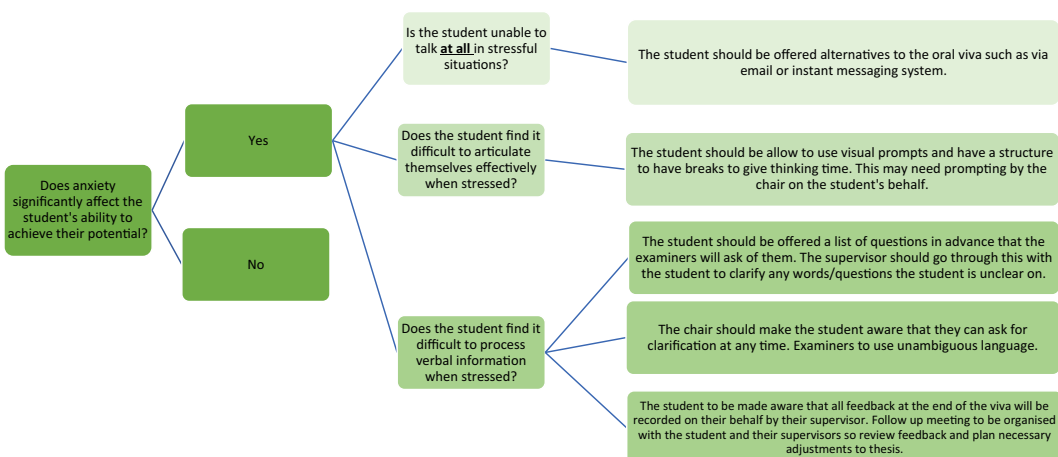 Does anxiety
significantly affect the
student's ability to
achieve their potential?
Yes
No
Is the student unable to
talk at all in stressful
situations?
The student should be offered alternatives to the oral viva such as via
email or instant messaging system.
Does the student find it
difficult to articulate
themselves effectively
when stressed?
The student should be allow to use visual prompts and have a structure
to have breaks to give thinking time. This may need prompting by the
chair on the student's behalf.
Does the student find it
difficult to process
verbal information
when stressed?
The student should be offered a list of questions in advance that the
examiners will ask of them. The supervisor should go through this with
the student to clarify any words/questions the student is unclear on.
The chair should make the student aware that they can ask for
clarification at any time. Examiners to use unambiguous language.
The student to be made aware that all feedback at the end of the viva will be
recorded on their behalf by their supervisor. Follow up meeting to be organised
with the student and their supervisors so review feedback and plan necessary
adjustments to thesis.